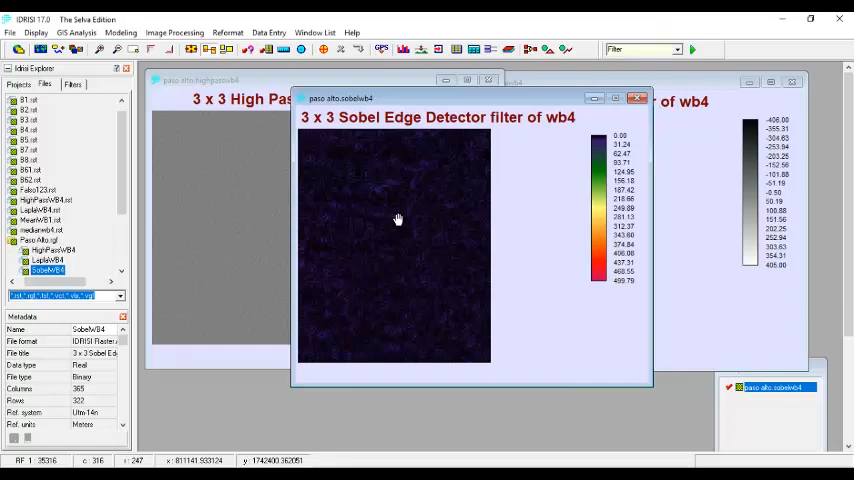 IDRISI 17.0 The Selva Edition
File Display GIS Analysis Modeling Image Processing Reformat Data Entry Window List Help
GPS
Filter
Idrisi Explorer
Projects Files Filters
B1.rst
B2.rst
B3.rst
B4.rst
B5.rst
B7.rst
B8.rst
B61.rst
B62.rst
Falso123.rst
HighPassWB4.rst
LaplaWB4.rst
MeanWB1.rst
medianwb4.rst
Paso Alto.rgf
HighPassWB4
LaplaWB4
SobelWB4
*.rst,*.rgf,*.tsf,*.vct,*.vlx,*.vgf
Metadata
Name SobelWB4
File format IDRISI Raster
File title 3 x 3 Sobel Ed
Data type Real
File type Binary
Columns 365
Rows 322
Ref. system Utm-14n
Ref. units Meters
paso alto.highpasswb4
3 x 3 High Pas
wb4
r of wb4
paso alto.sobelwb4
3 x 3 Sobel Edge Detector filter of wb4
0.00
31.24
62.47
93.71
124.95
156.18
187.42
218.66
249.89
281.13
312.37
343.60
374.84
406.08
437.31
468.55
499.79
-406.00
-355.31
-304.63
-253.94
-203.25
-152.56
-101.88
-51.19
-0.50
50.19
100.88
151.56
202.25
252.94
303.63
354.31
405.00
paso alto.sobelwb4
RF 1 : 35316 c : 316 r : 247 x : 811141.933124 y : 1742400.362051